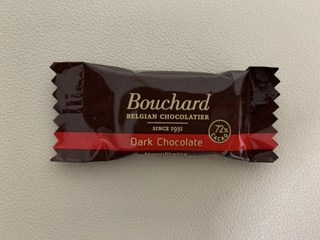 Bouchard
BELGIAN CHOCOLATIER
SINCE 1931
Dark Chocolate
72%
CACAO